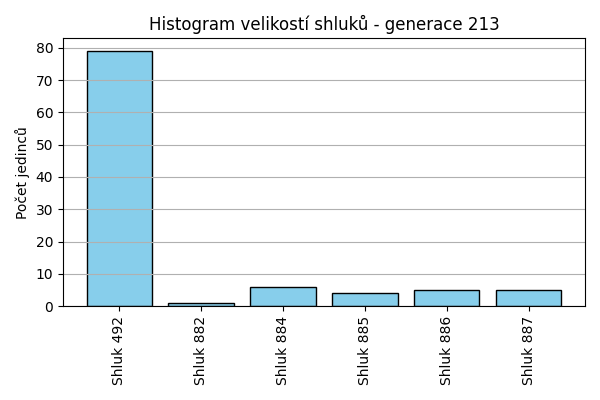 Histogram velikostí shluků - generace 213
Počet jedinců
80
70
60
50
40
30
20
10
0
Shluk 492
Shluk 882
Shluk 884
Shluk 885
Shluk 886
Shluk 887